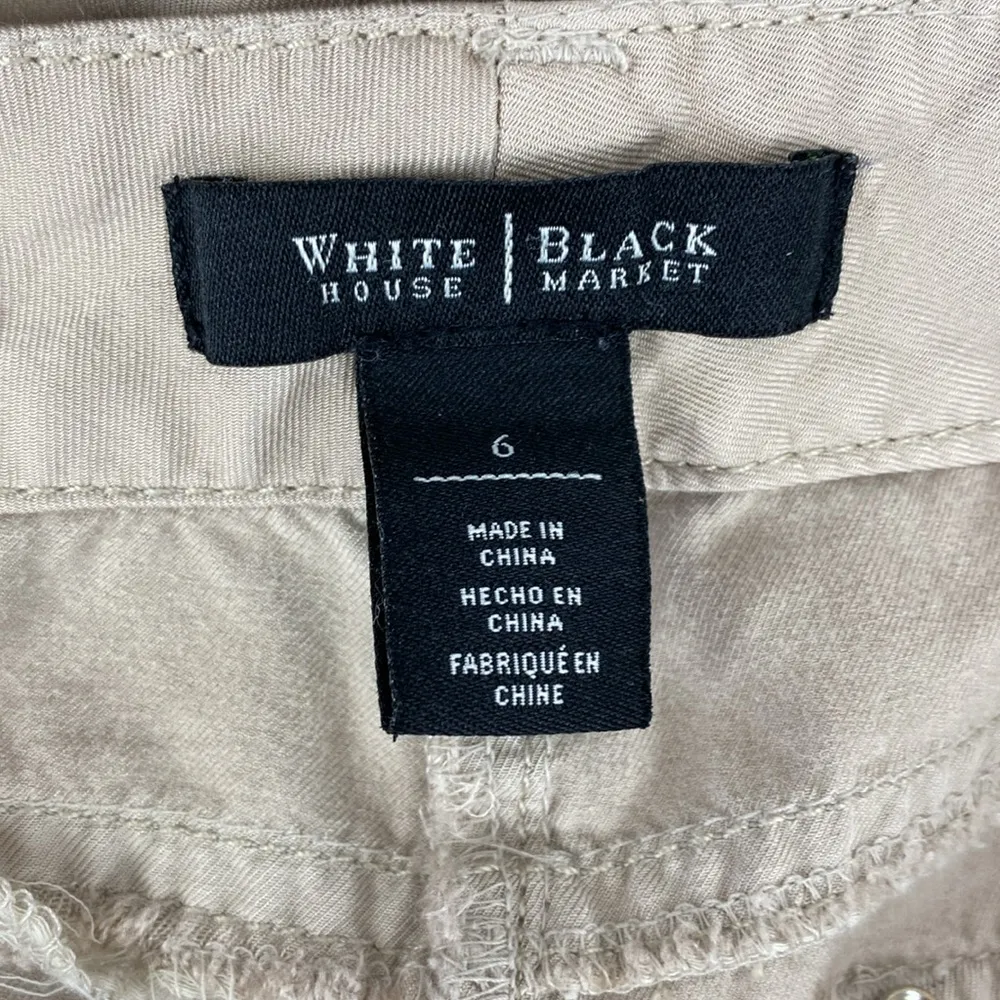 WHITE | BLACK
HOUSE | MARKET
6
MADE IN
CHINA
HECHO EN
CHINA
FABRIQUÉ EN
CHINE